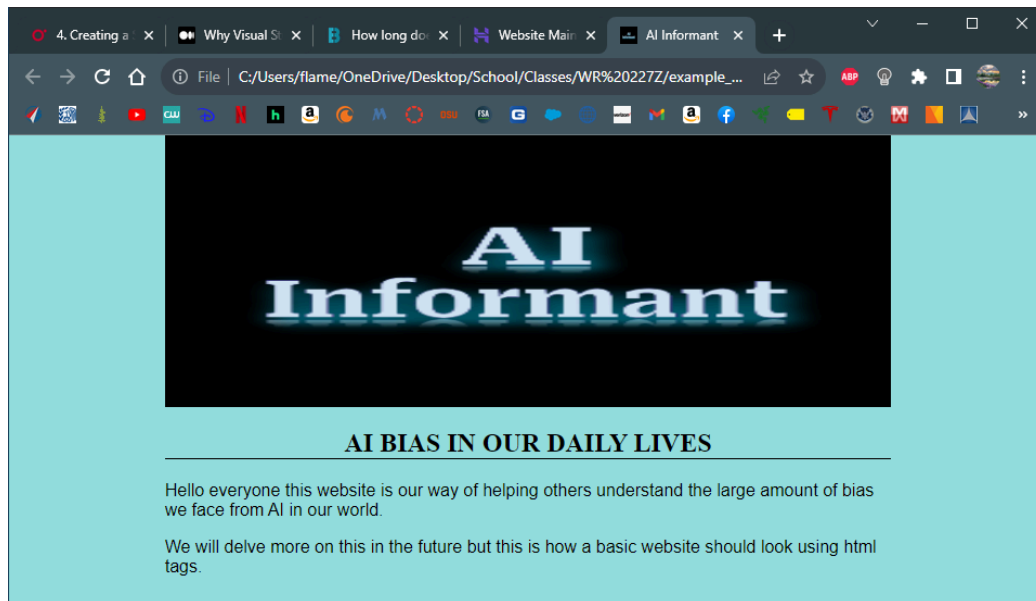 4. Creating a S
Why Visual St
How long doe
Website Main
AI Informant
File C:/Users/flame/OneDrive/Desktop/School/Classes/WR%20227Z/example_...
ABP
AI
Informant
AI BIAS IN OUR DAILY LIVES
Hello everyone this website is our way of helping others understand the large amount of bias
we face from AI in our world.
We will delve more on this in the future but this is how a basic website should look using html
tags.